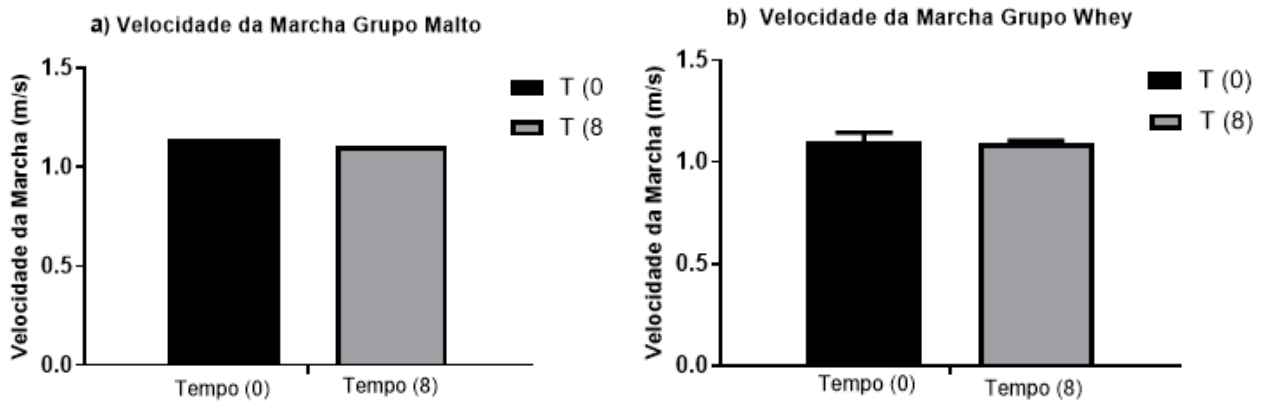 a) Velocidade da Marcha Grupo Malto
Velocidade da Marcha (m/s)
1.5
1.0
0.5
0.0
T (0
T (8
Tempo (0)
Tempo (8)
b) Velocidade da Marcha Grupo Whey
Velocidade da Marcha (m/s)
1.5
1.0
0.5
0.0
T (0)
T (8)
Tempo (0)
Tempo (8)